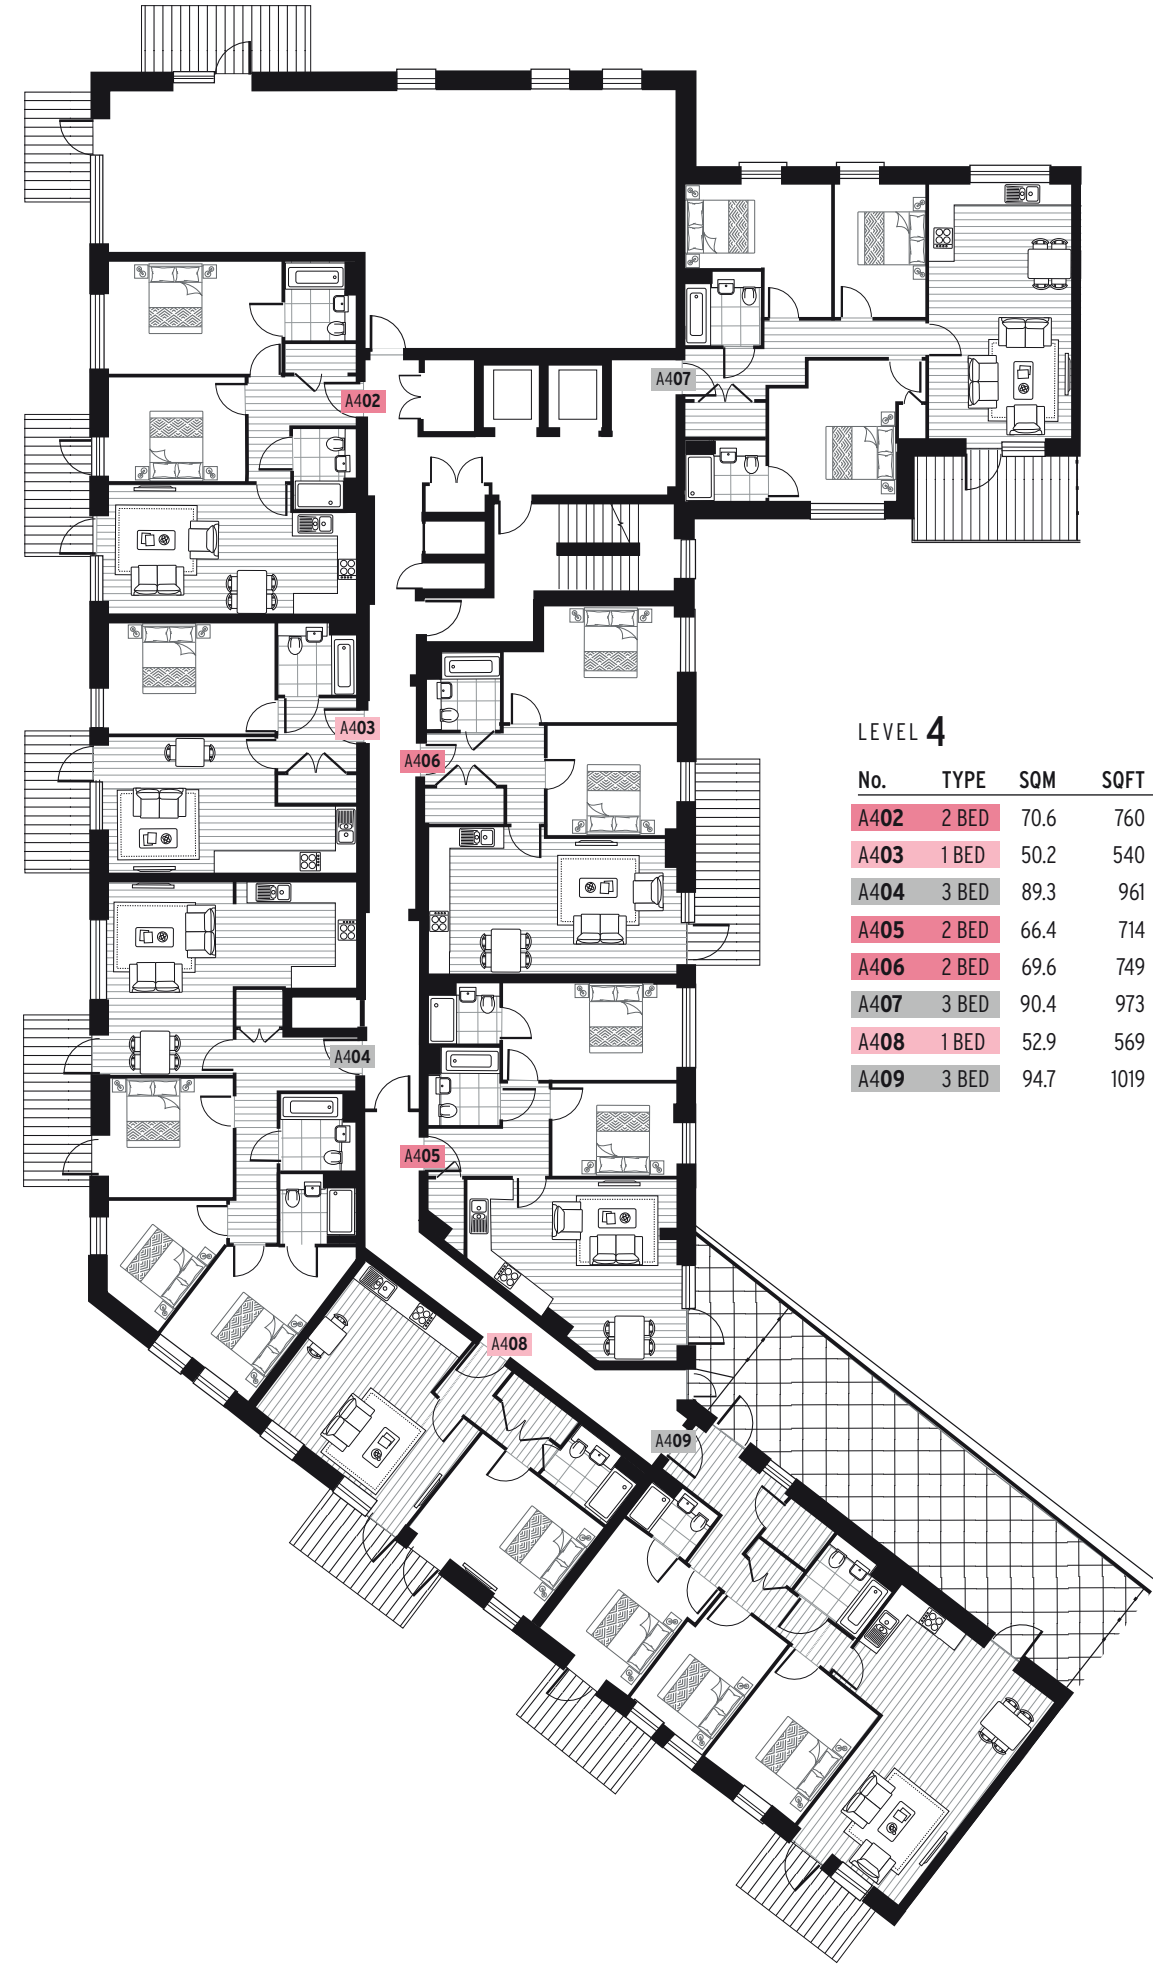 A402
A407
A403
A406
LEVEL 4
No. TYPE SQM SQFT
A402 2 BED 70.6 760
A403 1 BED 50.2 540
A404 3 BED 89.3 961
A405 2 BED 66.4 714
A406 2 BED 69.6 749
A407 3 BED 90.4 973
A408 1 BED 52.9 569
A409 3 BED 94.7 1019
A404
A405
A408
A409